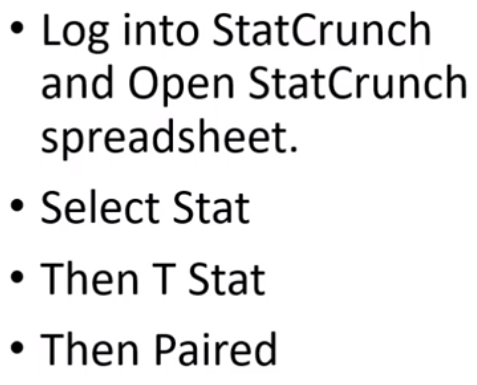 • Log into StatCrunch
and Open StatCrunch
spreadsheet.
• Select Stat
• Then T Stat
• Then Paired